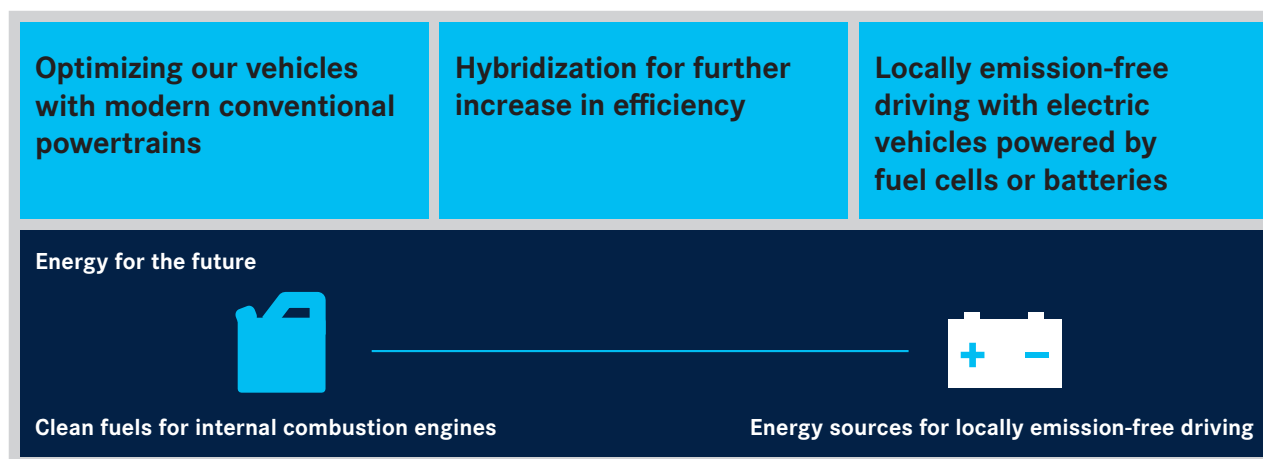 Optimizing our vehicles
with modern conventional
powertrains
Hybridization for further
increase in efficiency
Locally emission-free
driving with electric
vehicles powered by
fuel cells or batteries
Energy for the future
+ −
Clean fuels for internal combustion engines
Energy sources for locally emission-free driving